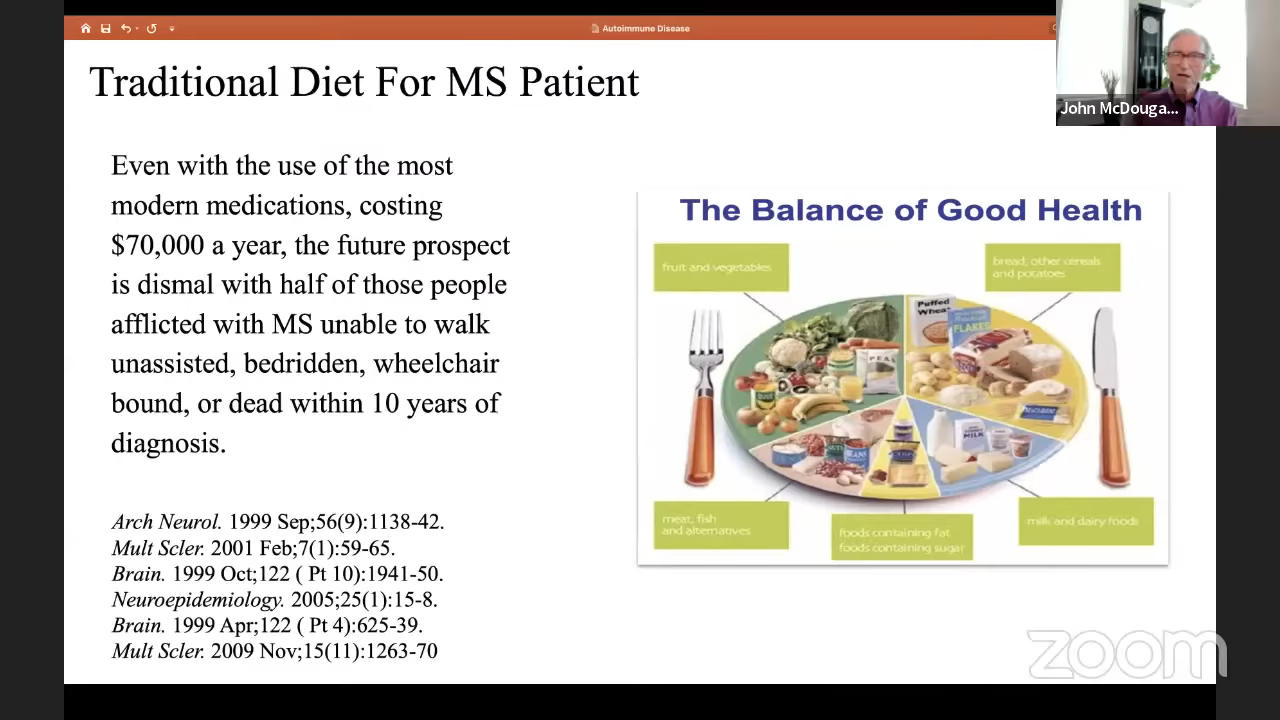 Autoimmune Disease
John McDouga...
Traditional Diet For MS Patient
Even with the use of the most
modern medications, costing
$70,000 a year, the future prospect
is dismal with half of those people
afflicted with MS unable to walk
unassisted, bedridden, wheelchair
bound, or dead within 10 years of
diagnosis.
Arch Neurol. 1999 Sep;56(9):1138-42.
Mult Scler. 2001 Feb;7(1):59-65.
Brain. 1999 Oct;122 ( Pt 10):1941-50.
Neuroepidemiology. 2005;25(1):15-8.
Brain. 1999 Apr;122 ( Pt 4):625-39.
Mult Scler. 2009 Nov;15(11):1263-70
The Balance of Good Health
fruit and vegetables
bread, other cereals
and potatoes
Puffed
Wheat
FLAKES
PEAS
BEANS
MILK
meat, fish
and alternatives
foods containing fat
foods containing sugar
milk and dairy foods
zoom